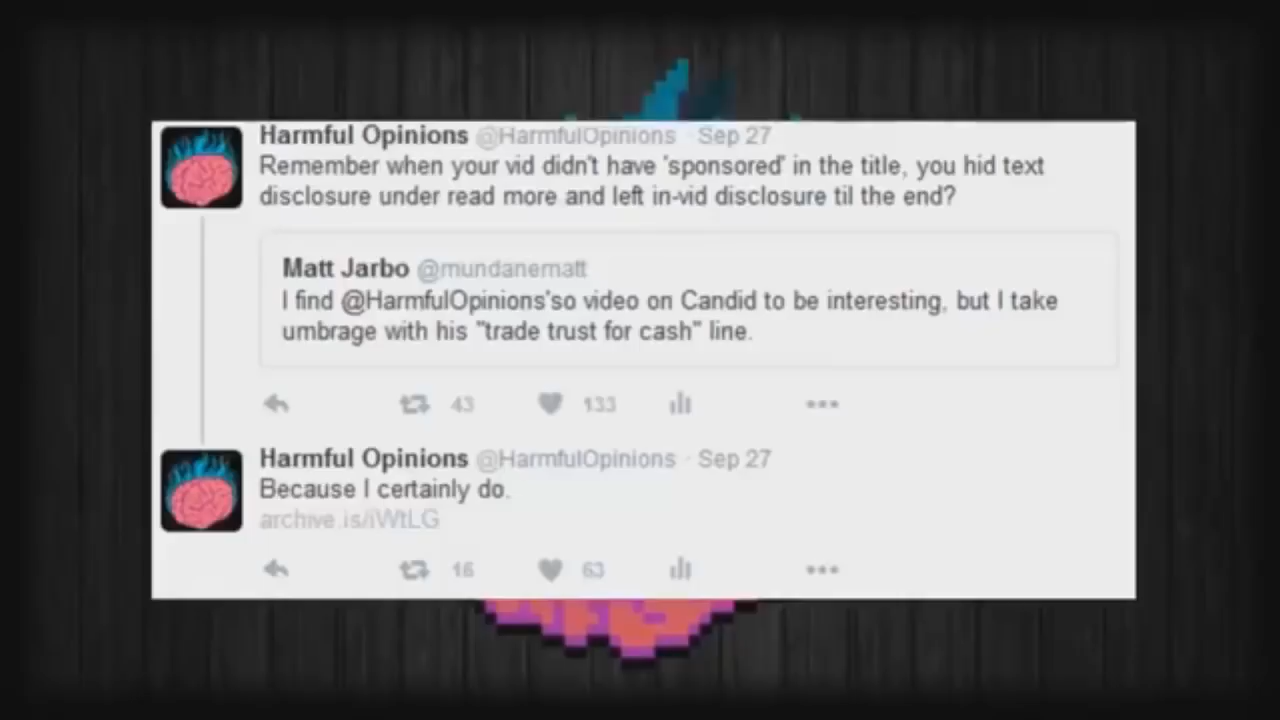 Harmful Opinions @HarmfulOpinions · Sep 27
Remember when your vid didn't have 'sponsored' in the title, you hid text
disclosure under read more and left in-vid disclosure til the end?
Matt Jarbo @mundanematt
I find @HarmfulOpinions'so video on Candid to be interesting, but I take
umbrage with his "trade trust for cash" line.
43 133
Harmful Opinions @HarmfulOpinions · Sep 27
Because I certainly do.
archive.is/iWtLG
16 63